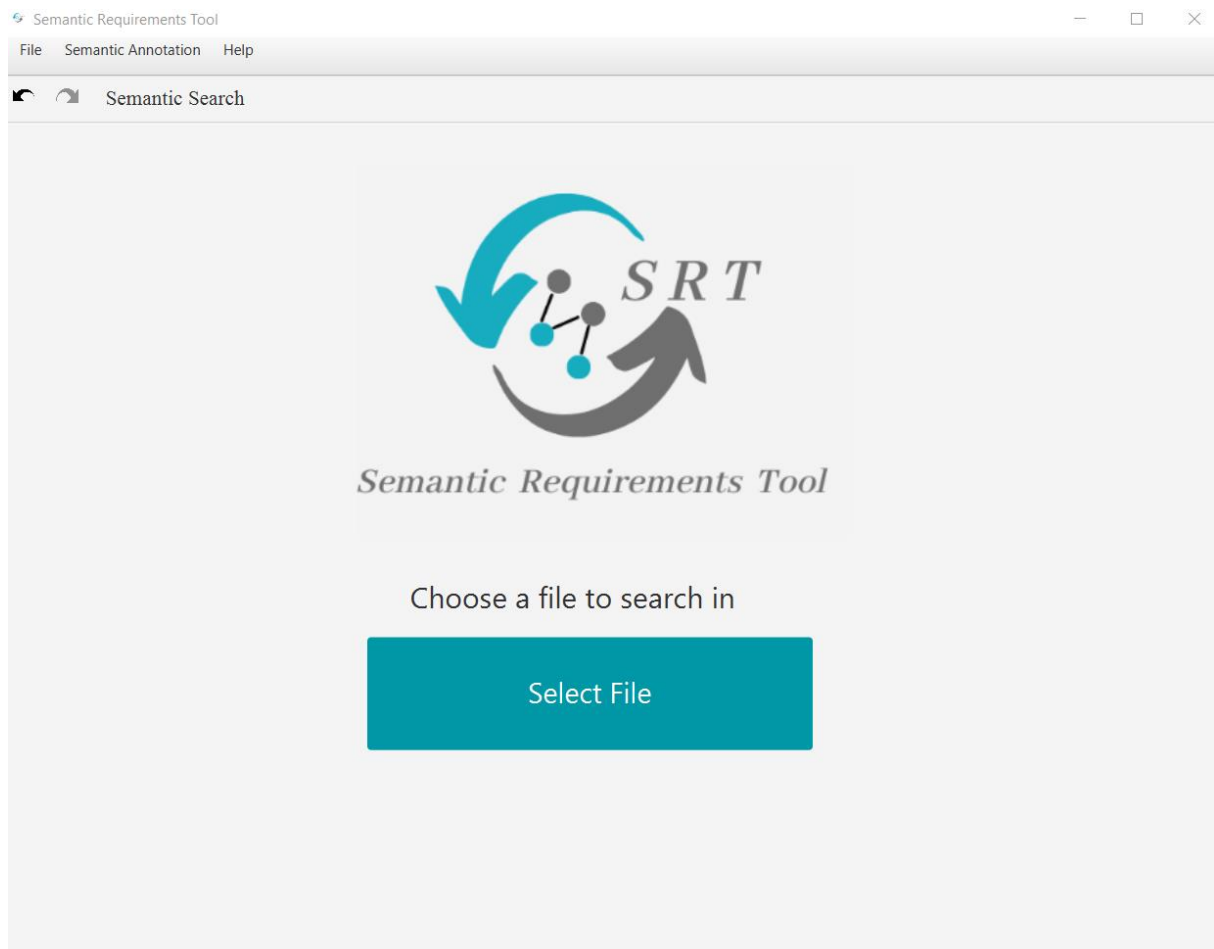 Semantic Requirements Tool
File Semantic Annotation Help
Semantic Search
SRT
Semantic Requirements Tool
Choose a file to search in
Select File